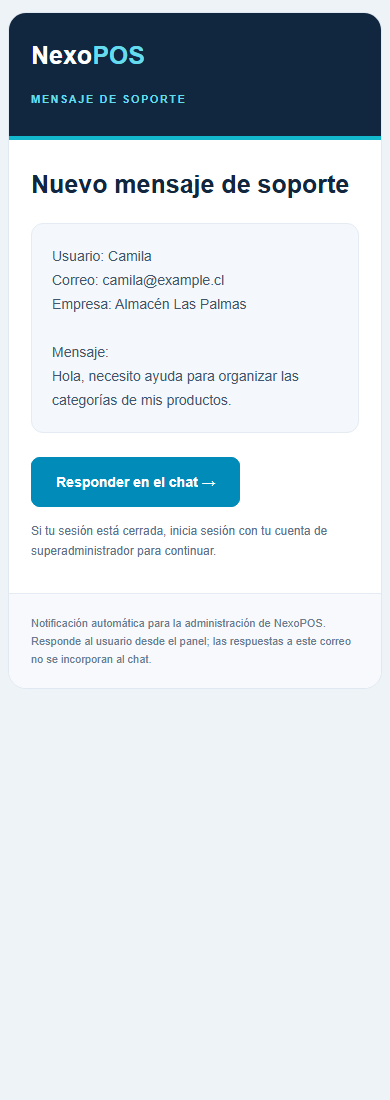 NexoPOS
MENSAJE DE SOPORTE
Nuevo mensaje de soporte
Usuario: Camila
Correo: camila@example.cl
Empresa: Almacén Las Palmas
Mensaje:
Hola, necesito ayuda para organizar las
categorías de mis productos.
Responder en el chat →
Si tu sesión está cerrada, inicia sesión con tu cuenta de
superadministrador para continuar.
Notificación automática para la administración de NexoPOS.
Responde al usuario desde el panel; las respuestas a este correo
no se incorporan al chat.